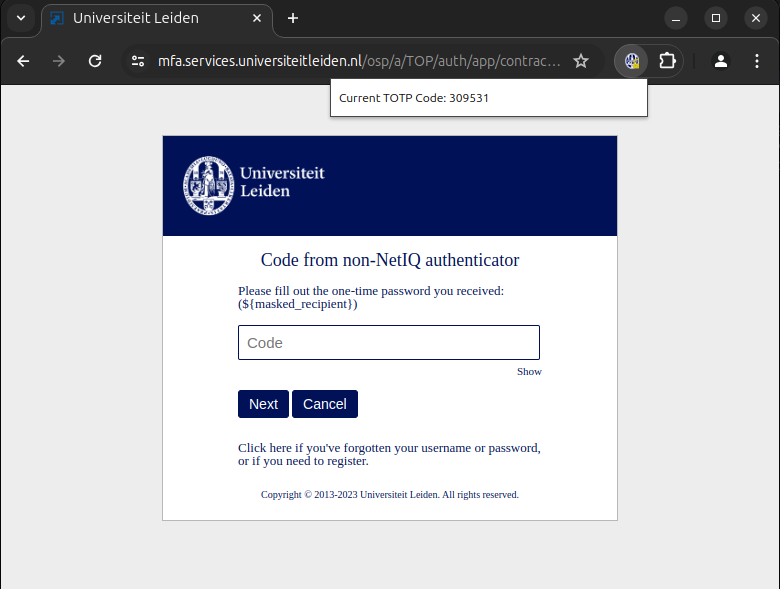 Universiteit Leiden
mfa.services.universiteitleiden.nl/osp/a/TOP/auth/app/contrac...
Current TOTP Code: 309531
Universiteit
Leiden
Code from non-NetIQ authenticator
Please fill out the one-time password you received:
(${masked_recipient})
Code
Show
Next Cancel
Click here if you've forgotten your username or password,
or if you need to register.
Copyright © 2013-2023 Universiteit Leiden. All rights reserved.